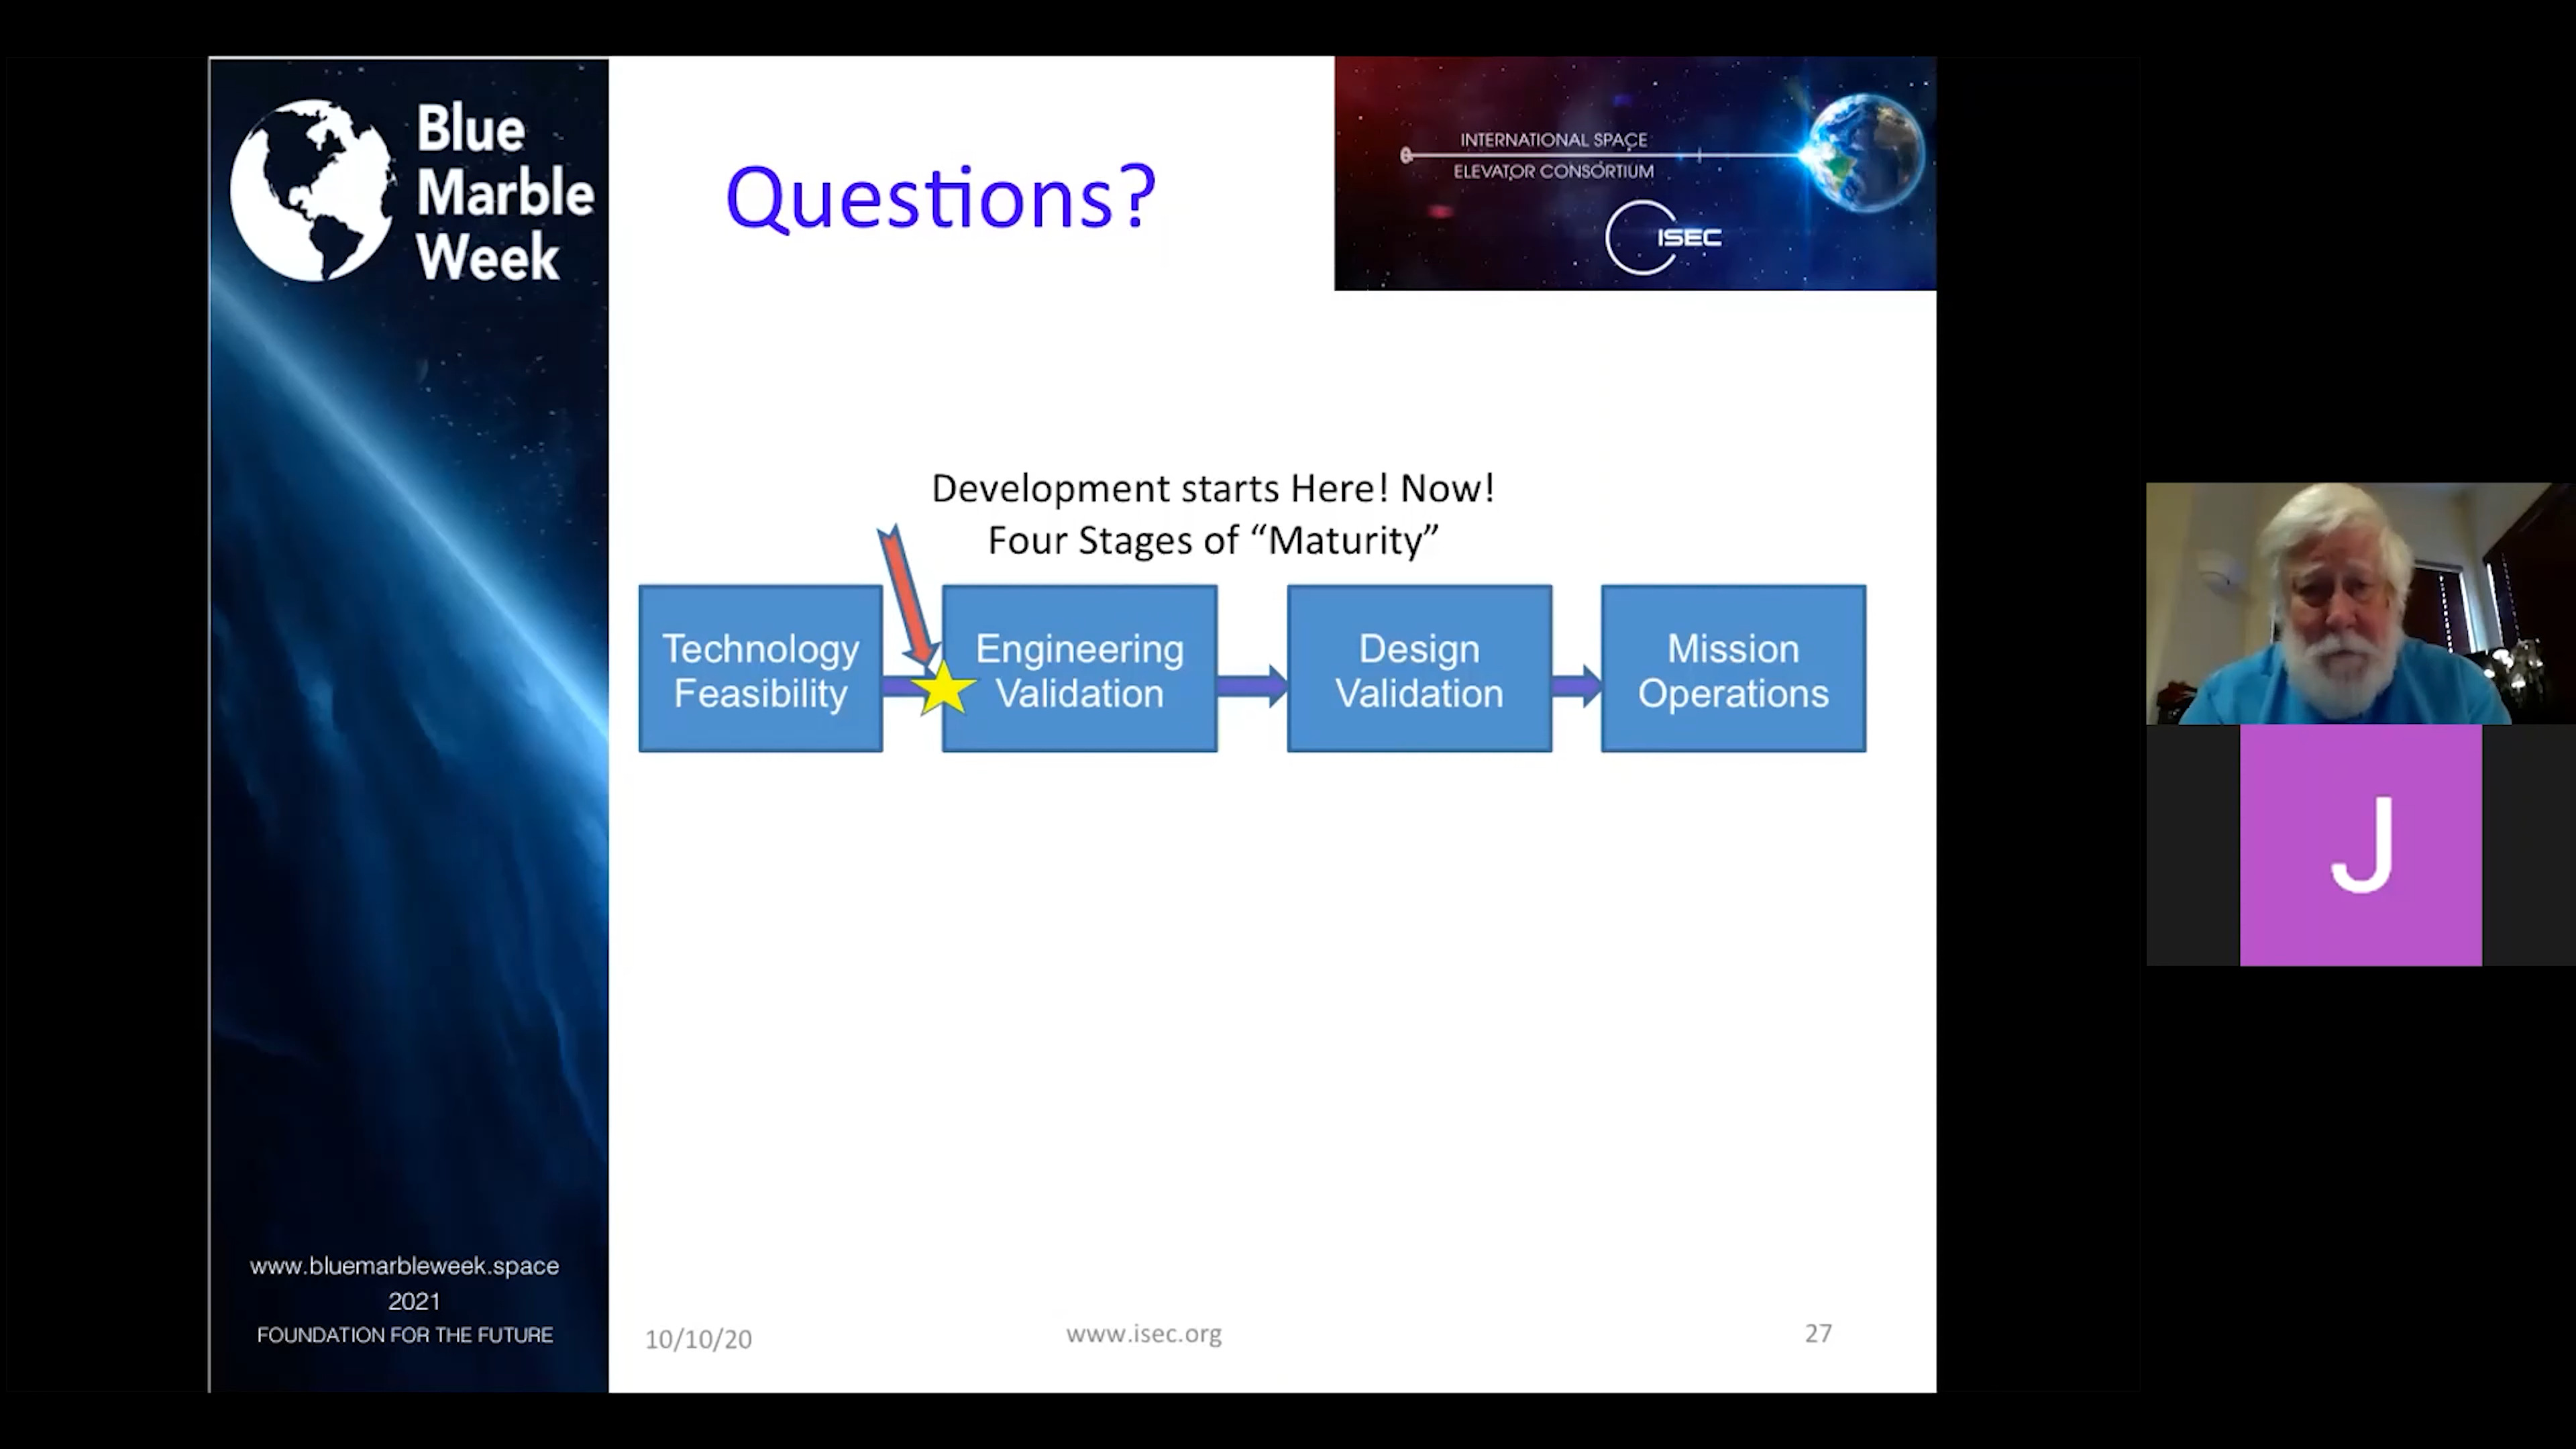 Blue
Marble
Week
Questions?
INTERNATIONAL SPACE
ELEVATOR CONSORTIUM
ISEC
Development starts Here! Now!
Four Stages of “Maturity”
Technology
Feasibility
Engineering
Validation
Design
Validation
Mission
Operations
J
www.bluemarbleweek.space
2021
FOUNDATION FOR THE FUTURE
10/10/20
www.isec.org
27